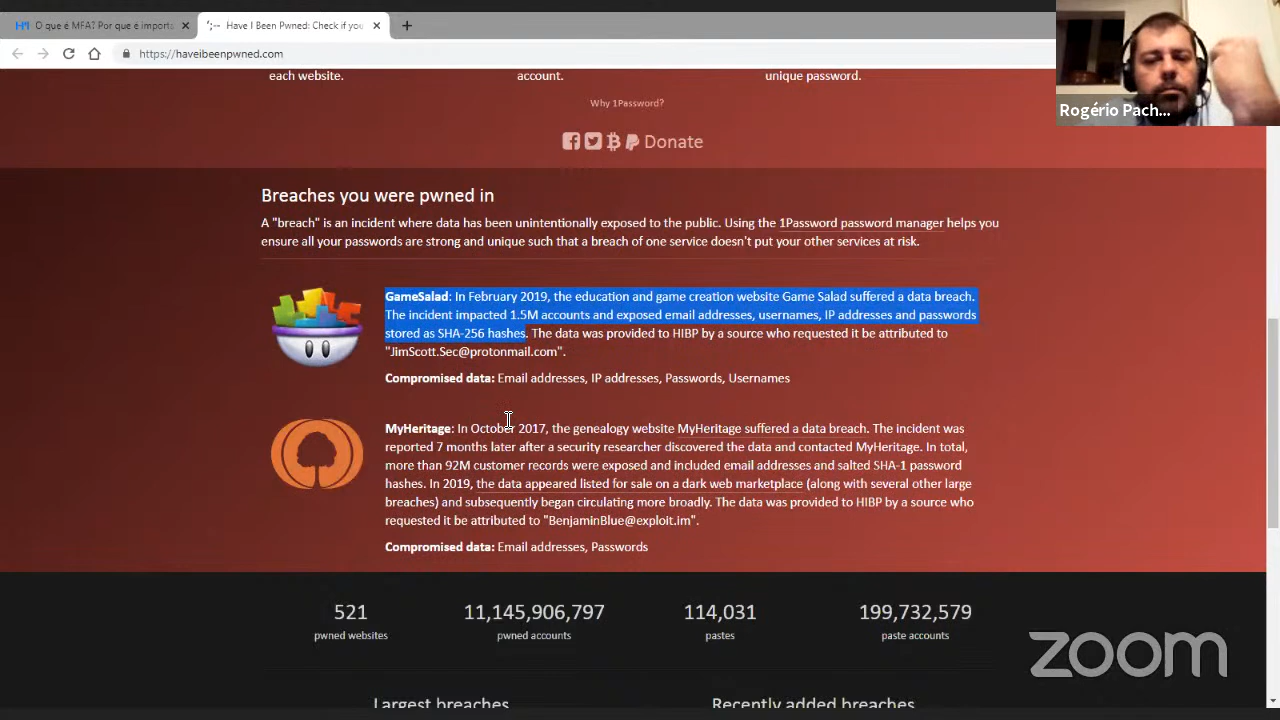 O que é MFA? Por que é importa
Have I Been Pwned: Check if you
https://haveibeenpwned.com
each website.
account.
unique password.
Rogério Pach...
Why 1Password?
Donate
Breaches you were pwned in
A "breach" is an incident where data has been unintentionally exposed to the public. Using the 1Password password manager helps you
ensure all your passwords are strong and unique such that a breach of one service doesn't put your other services at risk.
GameSalad: In February 2019, the education and game creation website Game Salad suffered a data breach.
The incident impacted 1.5M accounts and exposed email addresses, usernames, IP addresses and passwords
stored as SHA-256 hashes. The data was provided to HIBP by a source who requested it be attributed to
"JimScott.Sec@protonmail.com".
Compromised data: Email addresses, IP addresses, Passwords, Usernames
MyHeritage: In October 2017, the genealogy website MyHeritage suffered a data breach. The incident was
reported 7 months later after a security researcher discovered the data and contacted MyHeritage. In total,
more than 92M customer records were exposed and included email addresses and salted SHA-1 password
hashes. In 2019, the data appeared listed for sale on a dark web marketplace (along with several other large
breaches) and subsequently began circulating more broadly. The data was provided to HIBP by a source who
requested it be attributed to "BenjaminBlue@exploit.im".
Compromised data: Email addresses, Passwords
521
11,145,906,797
114,031
199,732,579
pwned websites
pwned accounts
pastes
paste accounts
zoom
Largest breaches
Recently added breaches